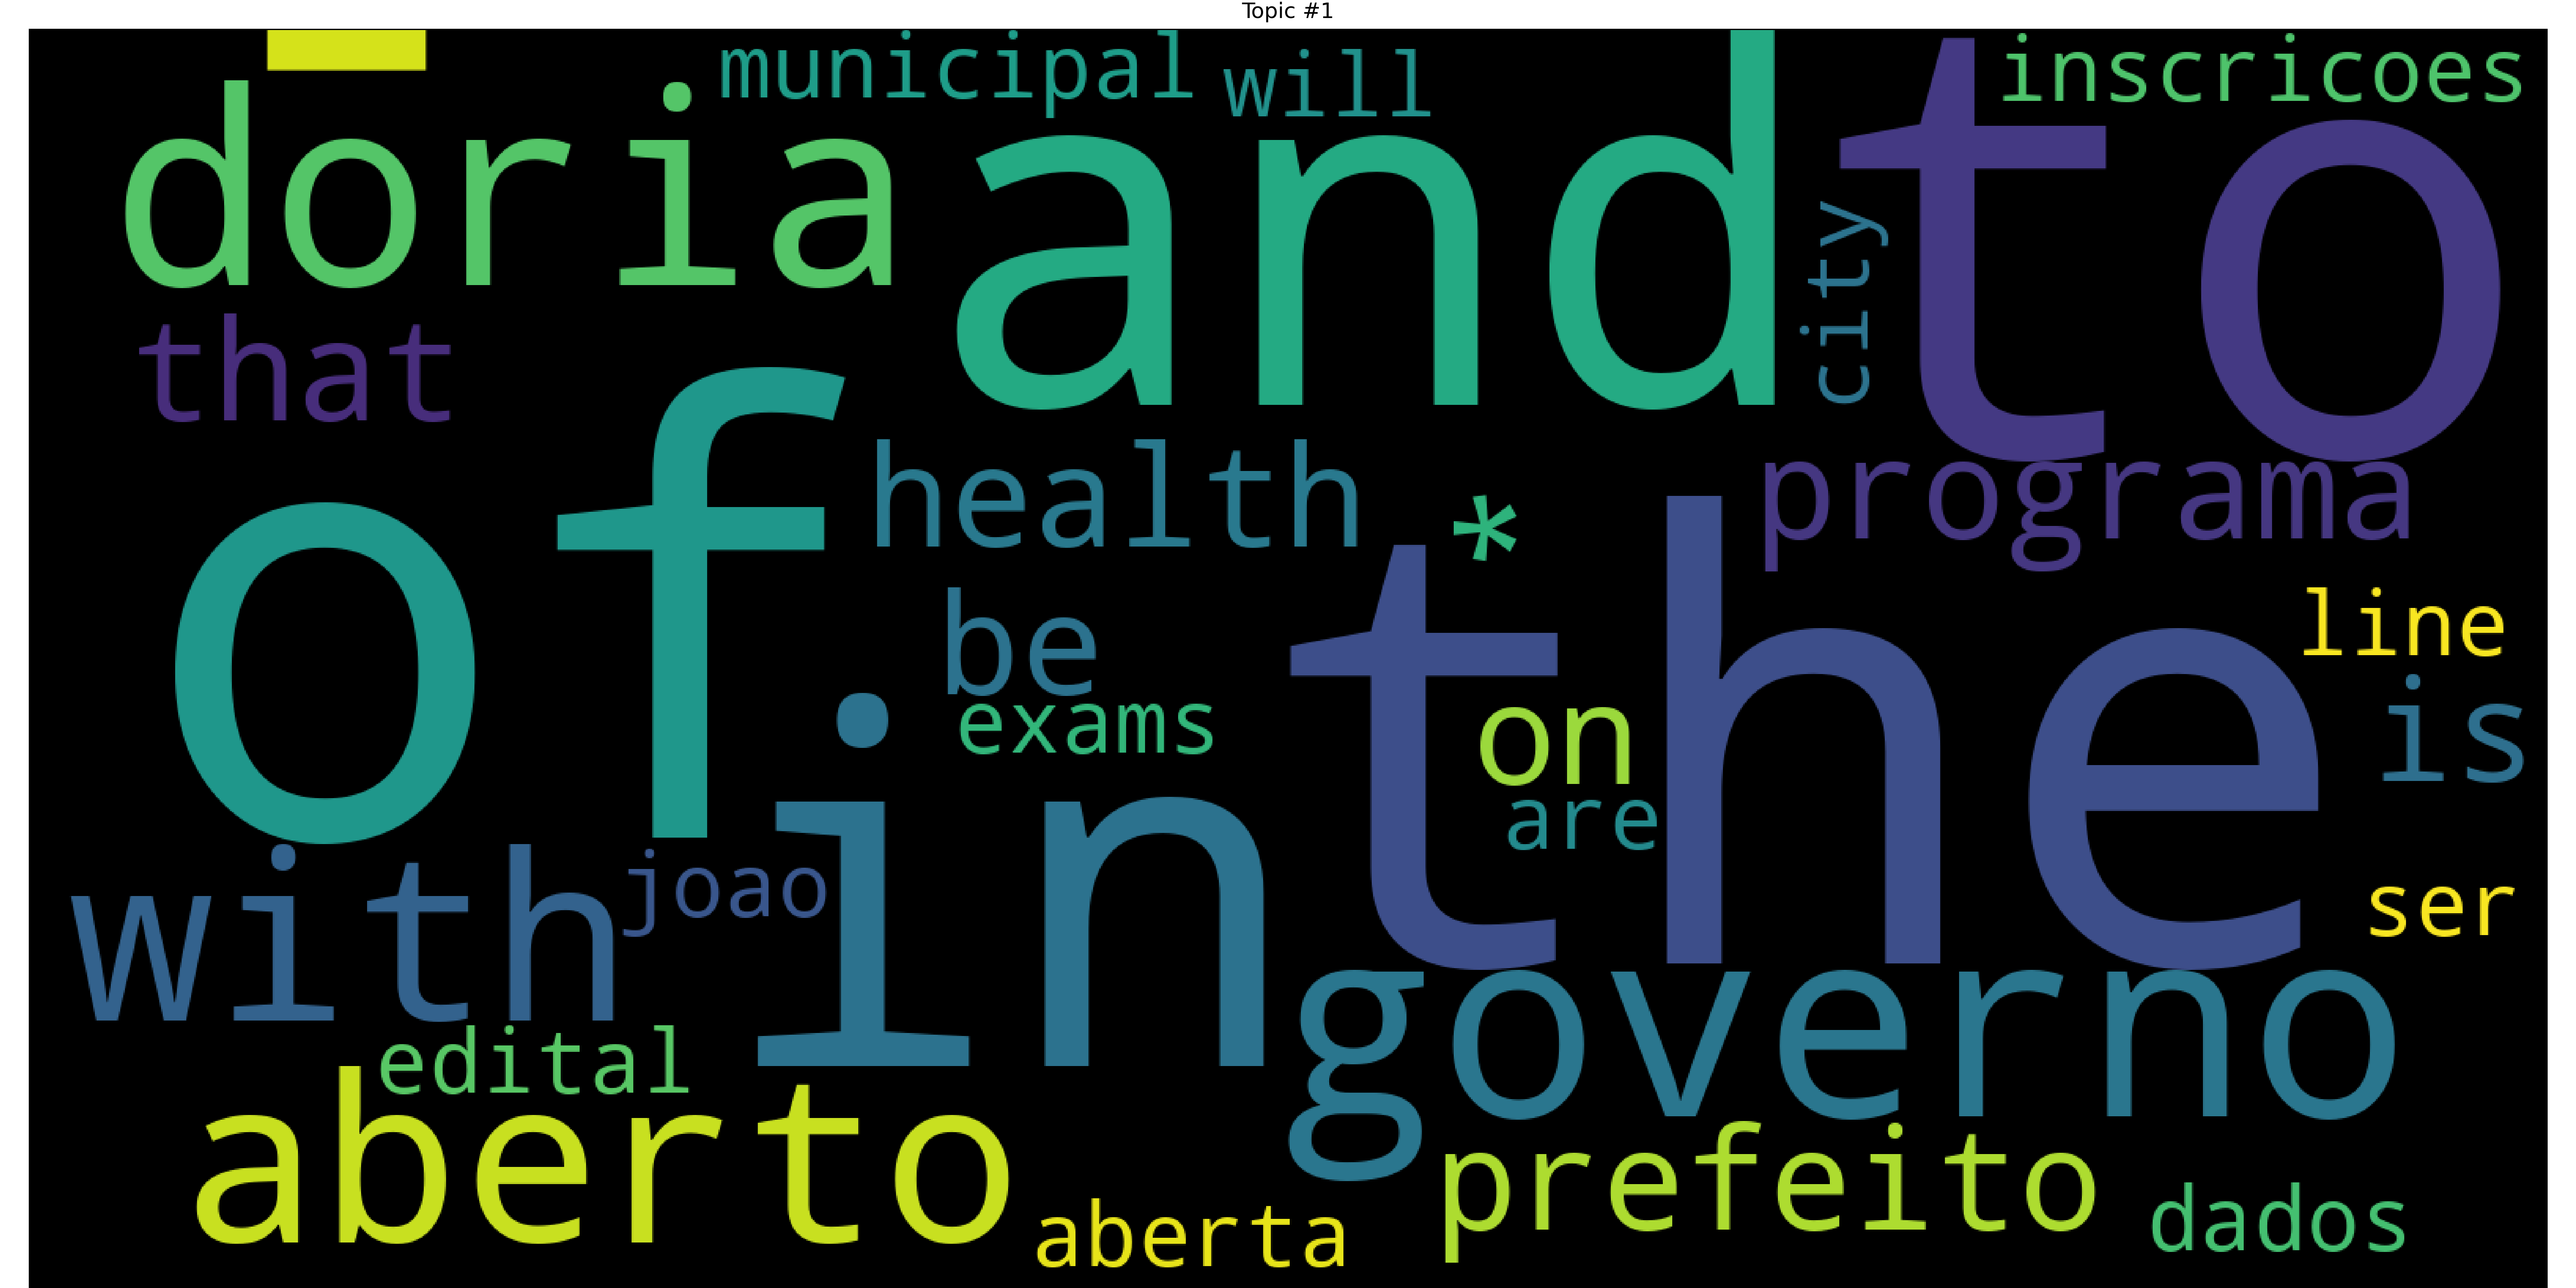 Topic #1
municipal
will
inscricoes
doria
and
to
city
that
of
health
*
programa
be
the
line
exams
on
is
in
are
with
joao
ser
governo
edital
aberto
prefeito
aberta
dados